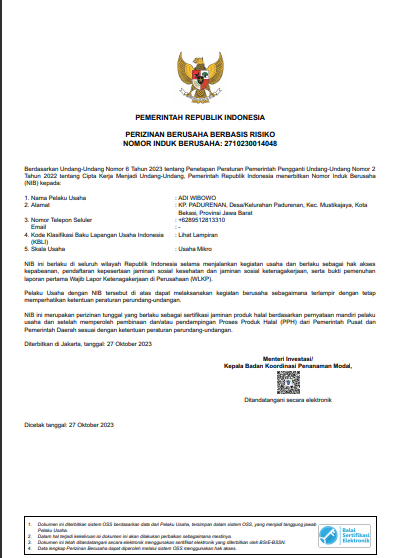 PEMERINTAH REPUBLIK INDONESIA
PERIZINAN BERUSAHA BERBASIS RISIKO
NOMOR INDUK BERUSAHA: 2710230014048
Berdasarkan Undang-Undang Nomor 6 Tahun 2023 tentang Penetapan Peraturan Pemerintah Pengganti Undang-Undang Nomor 2
Tahun 2022 tentang Cipta Kerja Menjadi Undang-Undang, Pemerintah Republik Indonesia menerbitkan Nomor Induk Berusaha
(NIB) kepada:
1. Nama Pelaku Usaha : ADI WIBOWO
2. Alamat : KP. PADURENAN, Desa/Kelurahan Padurenan, Kec. Mustikajaya, Kota
Bekasi, Provinsi Jawa Barat
3. Nomor Telepon Seluler : +6289512813310
Email : -
4. Kode Klasifikasi Baku Lapangan Usaha Indonesia : Lihat Lampiran
(KBLI)
5. Skala Usaha : Usaha Mikro
NIB ini berlaku di seluruh wilayah Republik Indonesia selama menjalankan kegiatan usaha dan berlaku sebagai hak akses
kepabeanan, pendaftaran kepesertaan jaminan sosial kesehatan dan jaminan sosial ketenagakerjaan, serta bukti pemenuhan
laporan pertama Wajib Lapor Ketenagakerjaan di Perusahaan (WLKP).
Pelaku Usaha dengan NIB tersebut di atas dapat melaksanakan kegiatan berusaha sebagaimana terlampir dengan tetap
memperhatikan ketentuan peraturan perundang-undangan.
NIB ini merupakan perizinan tunggal yang berlaku sebagai sertifikasi jaminan produk halal berdasarkan pernyataan mandiri pelaku
usaha dan setelah memperoleh pembinaan dan/atau pendampingan Proses Produk Halal (PPH) dari Pemerintah Pusat dan
Pemerintah Daerah sesuai dengan ketentuan peraturan perundang-undangan.
Diterbitkan di Jakarta, tanggal: 27 Oktober 2023
Menteri Investasi/
Kepala Badan Koordinasi Penanaman Modal,
Ditandatangani secara elektronik
Dicetak tanggal: 27 Oktober 2023
1. Dokumen ini diterbitkan sistem OSS berdasarkan data dari Pelaku Usaha, tersimpan dalam sistem OSS, yang menjadi tanggung jawab
Pelaku Usaha.
2. Dalam hal terjadi kekeliruan isi dokumen ini akan dilakukan perbaikan sebagaimana mestinya.
3. Dokumen ini telah ditandatangani secara elektronik menggunakan sertifikat elektronik yang diterbitkan oleh BSrE-BSSN.
4. Data lengkap Perizinan Berusaha dapat diperoleh melalui sistem OSS menggunakan hak akses.
Balai
Sertifikasi
Elektronik